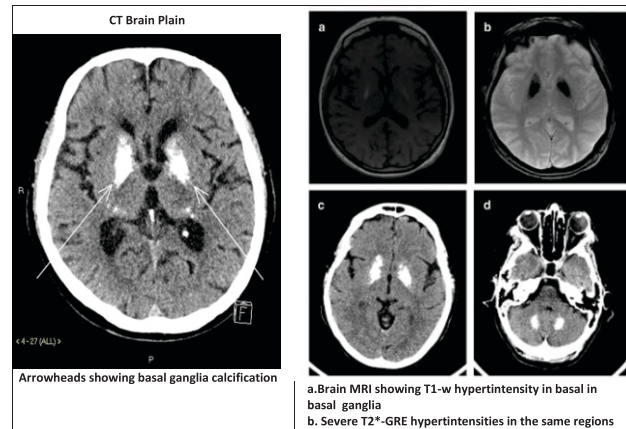 CT Brain Plain
R
F
< 4 - 27 (ALL) >
P
Arrowheads showing basal ganglia calcification
a
b
c
d
a.Brain MRI showing T1-w hypertintensity in basal in
basal ganglia
b. Severe T2*-GRE hypertintensities in the same regions